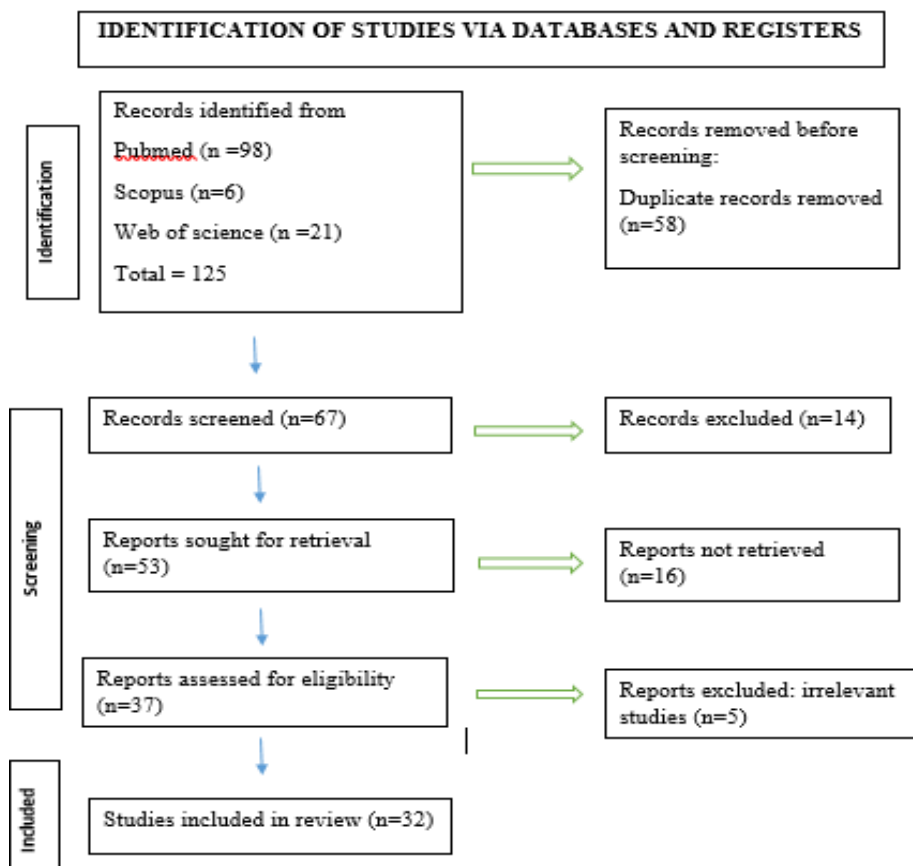 IDENTIFICATION OF STUDIES VIA DATABASES AND REGISTERS
Identification
Records identified from
Pubmed (n =98)
Scopus (n=6)
Web of science (n =21)
Total = 125
Records removed before
screening:
Duplicate records removed
(n=58)
Screening
Records screened (n=67)
Records excluded (n=14)
Reports sought for retrieval
(n=53)
Reports not retrieved
(n=16)
Reports assessed for eligibility
(n=37)
Reports excluded: irrelevant
studies (n=5)
Included
Studies included in review (n=32)